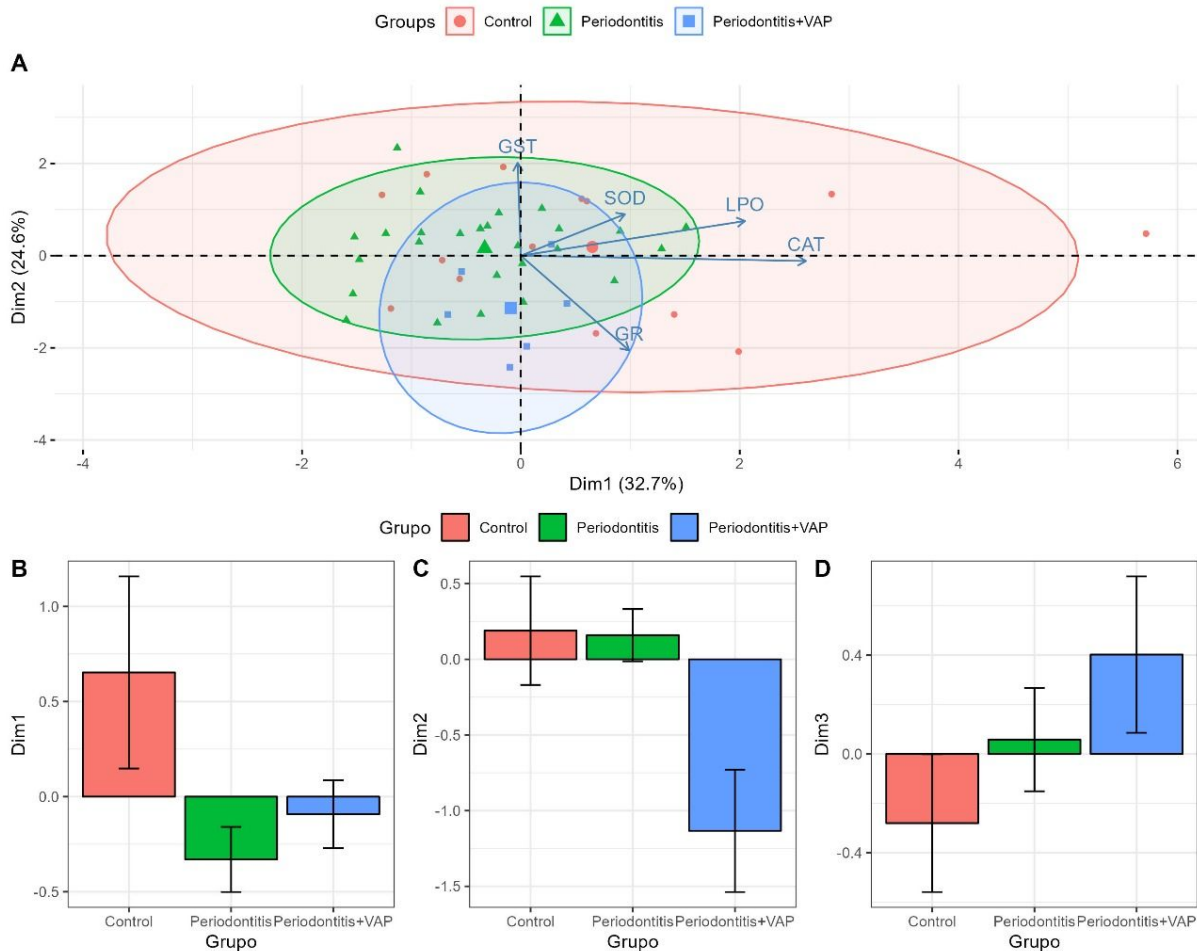 Groups Control Periodontitis Periodontitis+VAP
A
GST
SOD
LPO
CAT
GR
2
0
-2
-4
Dim2 (24.6%)
-4 -2 0 2 4 6
Dim1 (32.7%)
Grupo Control Periodontitis Periodontitis+VAP
B
1.0
0.5
0.0
-0.5
Dim1
Control Periodontitis Periodontitis+VAP
Grupo
C
0.5
0.0
-0.5
-1.0
-1.5
Dim2
Control Periodontitis Periodontitis+VAP
Grupo
D
0.4
0.0
-0.4
Dim3
Control Periodontitis Periodontitis+VAP
Grupo